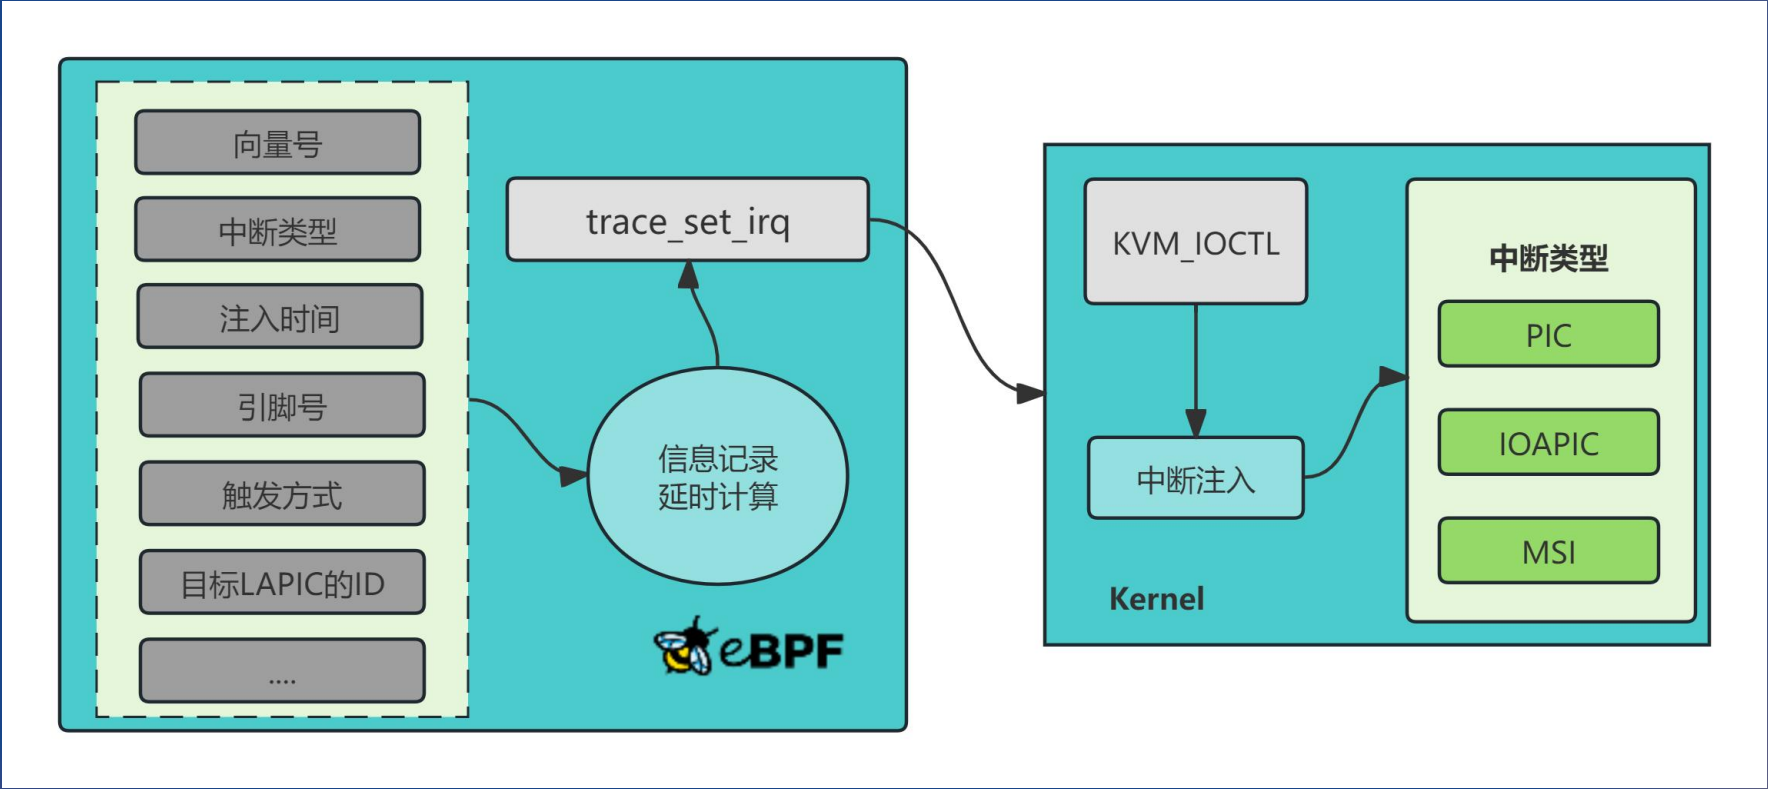 向量号
中断类型
注入时间
引脚号
触发方式
目标LAPIC的ID
....
trace_set_irq
信息记录
延时计算
eBPF
KVM_IOCTL
中断注入
Kernel
中断类型
PIC
IOAPIC
MSI